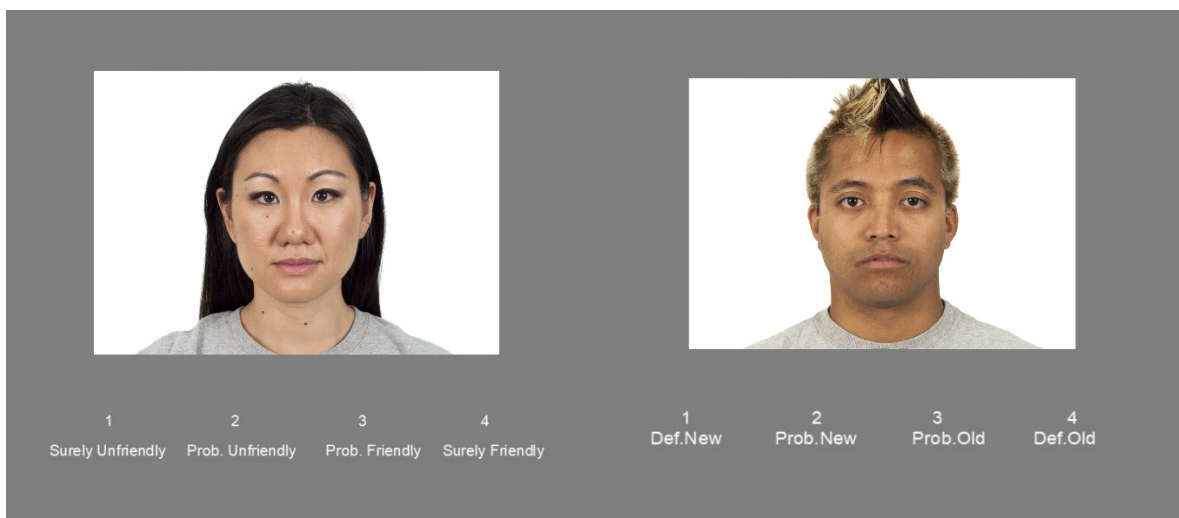 1 2 3 4
Surely Unfriendly Prob. Unfriendly Prob. Friendly Surely Friendly
1 2 3 4
Def.New Prob.New Prob.Old Def.Old